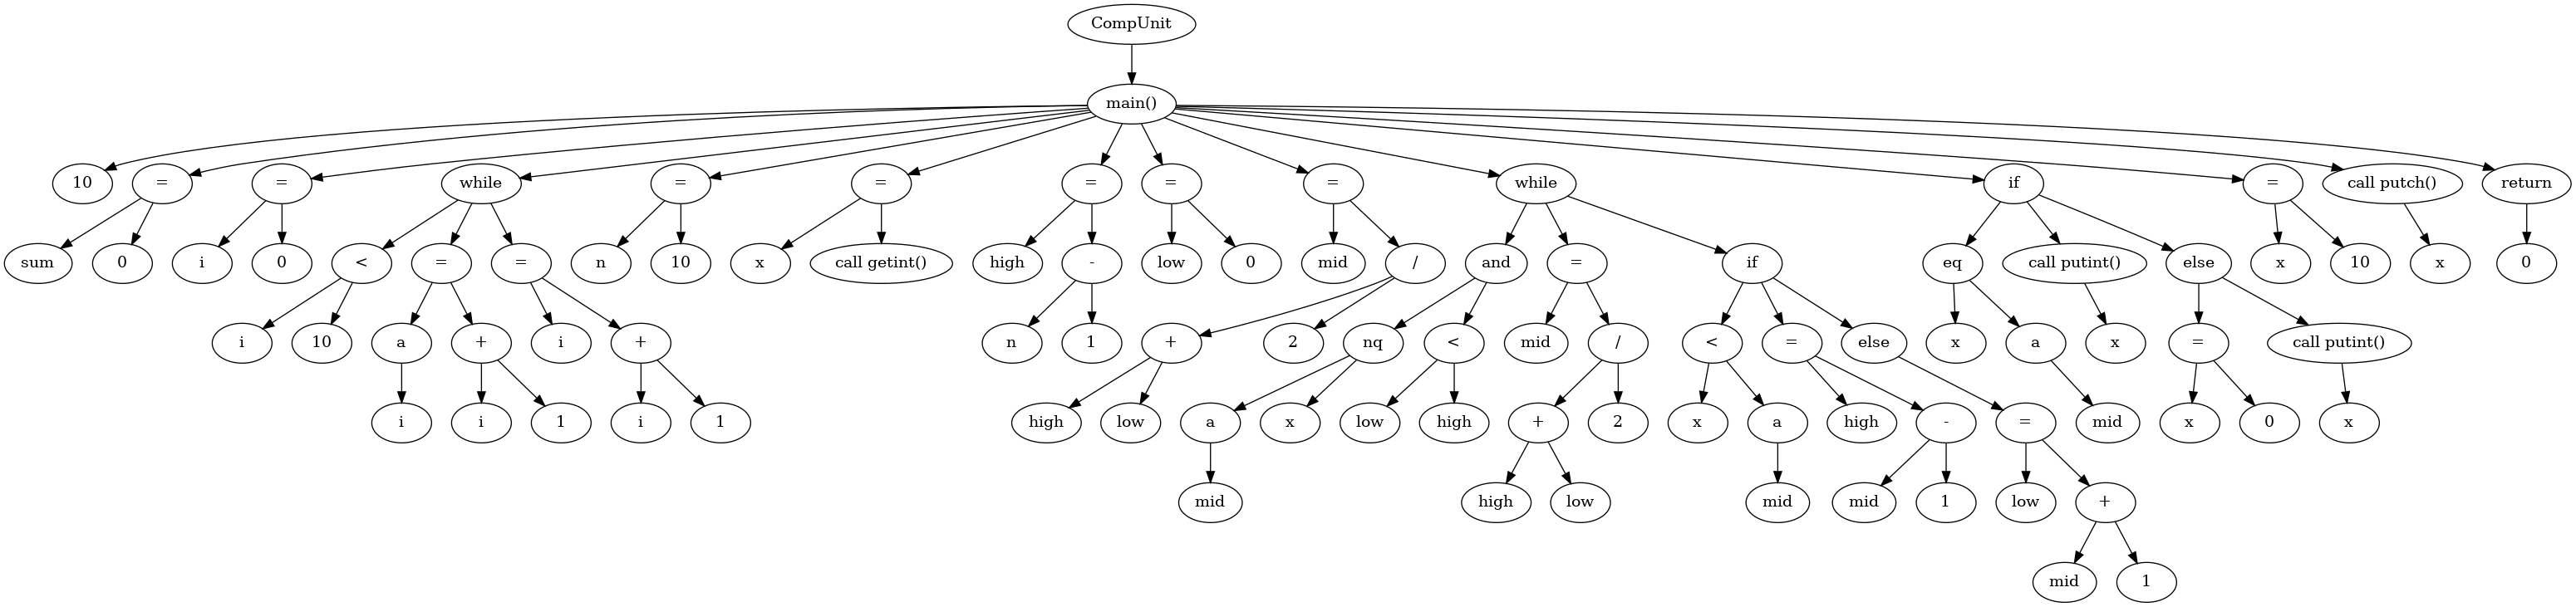 CompUnit
main()
10 = = while = = = = = while if = call putch() return
sum 0 i 0 < = = n 10 x call getint() high - low 0 mid / and = if eq call putint() else x 10 x 0
i 10 a + i + n 1 + 2 nq < mid / < = else x a x = call putint()
i i 1 i 1 high low a x low high + 2 x a high - = mid x 0 x
mid high low mid mid 1 low +
mid 1